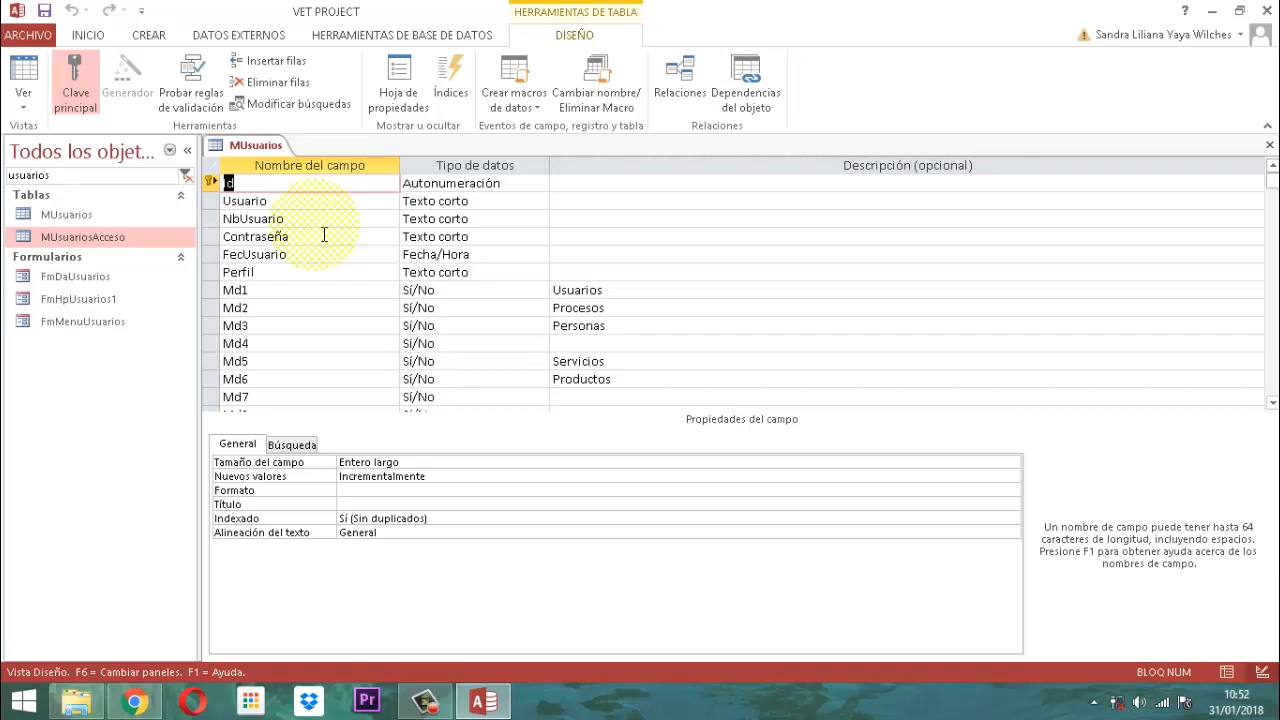 VET PROJECT
HERRAMIENTAS DE TABLA
?
ARCHIVO
INICIO
CREAR
DATOS EXTERNOS
HERRAMIENTAS DE BASE DE DATOS
DISEÑO
Sandra Liliana Yaya Wilches
Ver
Clave principal
Generador
Probar reglas de validación
Insertar filas
Eliminar filas
Modificar búsquedas
Hoja de propiedades
Índices
Crear macros de datos
Cambiar nombre/ Eliminar Macro
Relaciones
Dependencias del objeto
Vistas
Herramientas
Mostrar u ocultar
Eventos de campo, registro y tabla
Relaciones
Todos los objet...
usuarios
Tablas
MUsuarios
MUsuariosAcceso
Formularios
FmDaUsuarios
FmHpUsuarios1
FmMenuUsuarios
MUsuarios
Nombre del campo Tipo de datos Descripción (opcional)
Id Autonumeración
Usuario Texto corto
NbUsuario Texto corto
Contraseña Texto corto
FecUsuario Fecha/Hora
Perfil Texto corto
Md1 Sí/No Usuarios
Md2 Sí/No Procesos
Md3 Sí/No Personas
Md4 Sí/No
Md5 Sí/No Servicios
Md6 Sí/No Productos
Md7 Sí/No
Propiedades del campo
General Búsqueda
Tamaño del campo Entero largo
Nuevos valores Incrementalmente
Formato
Título
Indexado Sí (Sin duplicados)
Alineación del texto General
Un nombre de campo puede tener hasta 64
caracteres de longitud, incluyendo espacios.
Presione F1 para obtener ayuda acerca de los
nombres de campo.
Vista Diseño. F6 = Cambiar paneles. F1 = Ayuda.
BLOQ NUM
Pr
10:52
31/01/2018